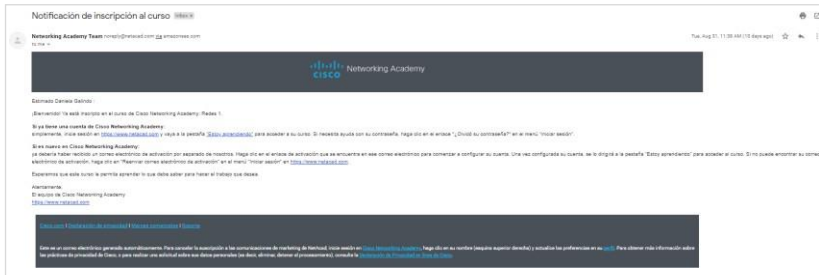 Notificación de inscripción al curso Inbox x
Networking Academy Team noreply@netacad.com via amazonses.com
Tue, Aug 31, 11:36 AM (10 days ago)
to me
CISCO Networking Academy
Estimado Daniela Galindo :
¡Bienvenido! Ya está inscripto en el curso de Cisco Networking Academy: Redes 1.
Si ya tiene una cuenta de Cisco Networking Academy:
simplemente, inicie sesión en https://www.netacad.com y vaya a la pestaña "Estoy aprendiendo" para acceder a su curso. Si necesita ayuda con su contraseña, haga clic en el enlace "¿Olvidó su contraseña?" en el menú "Iniciar sesión".
Si es nuevo en Cisco Networking Academy:
ya debería haber recibido un correo electrónico de activación por separado de nosotros. Haga clic en el enlace de activación que se encuentra en ese correo electrónico para comenzar a configurar su cuenta. Una vez configurada su cuenta, se lo dirigirá a la pestaña "Estoy aprendiendo" para acceder al curso. Si no puede encontrar su correo
electrónico de activación, haga clic en "Reenviar correo electrónico de activación" en el menú "Iniciar sesión" en https://www.netacad.com.
Esperamos que este curso le permita aprender lo que debe saber para hacer el trabajo que desea.
Atentamente.
El equipo de Cisco Networking Academy
https://www.netacad.com
Cisco.com | Declaración de privacidad | Marcas comerciales | Soporte
Este es un correo electrónico generado automáticamente. Para cancelar la suscripción a las comunicaciones de marketing de Netacad, inicie sesión en Cisco Networking Academy, haga clic en su nombre (esquina superior derecha) y actualice las preferencias en su perfil. Para obtener más información sobre
las prácticas de privacidad de Cisco, o para realizar una solicitud sobre sus datos personales (es decir, eliminar, detener el procesamiento), consulte la Declaración de Privacidad en línea de Cisco.